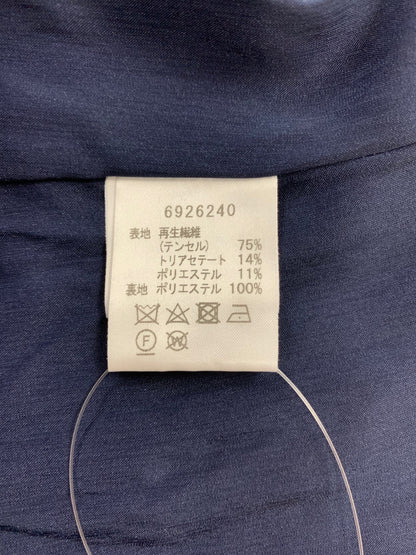 6926240
表地 再生繊維
(テンセル) 75%
トリアセテート 14%
ポリエステル 11%
裏地 ポリエステル 100%
F W